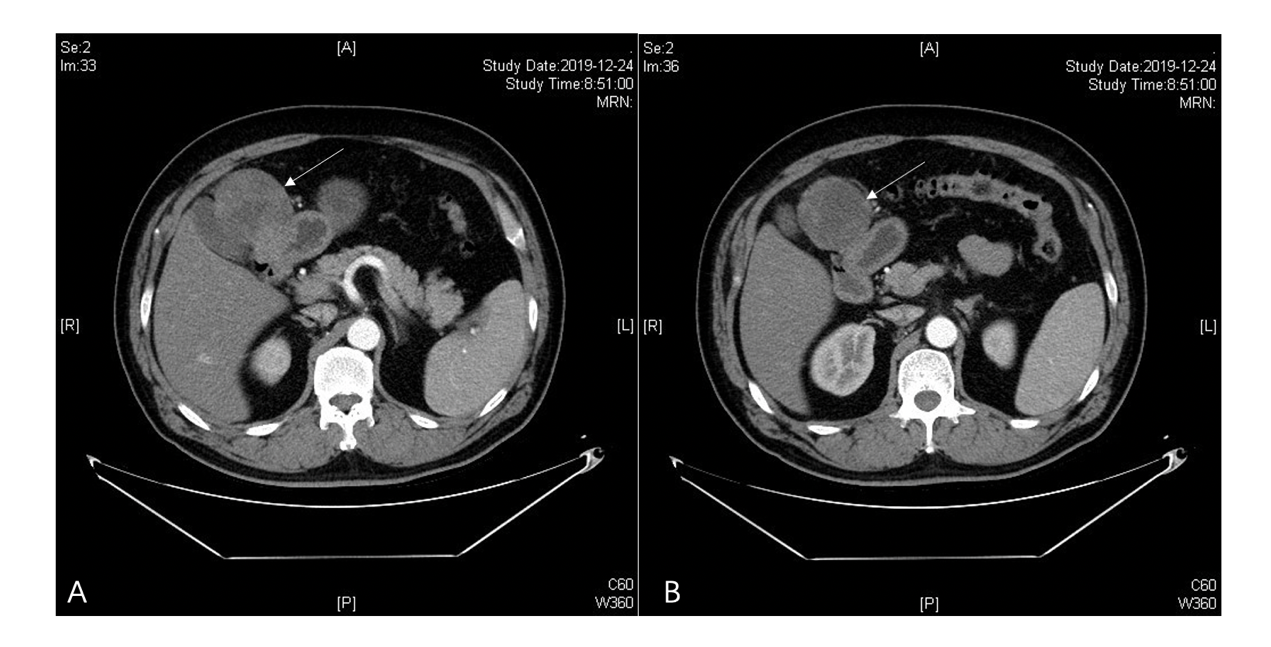 Se:2
Im:33
[A]
.
Study Date:2019-12-24
Study Time:8:51:00
MRN:
[R]
[L]
A
[P]
C60
W360
Se:2
Im:36
[A]
.
Study Date:2019-12-24
Study Time:8:51:00
MRN:
[R]
[L]
B
[P]
C60
W360